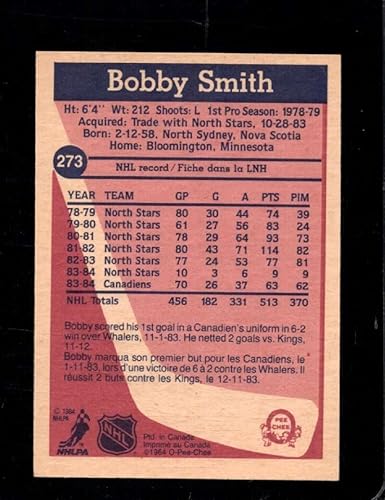 Bobby Smith
Ht: 6'4" Wt: 212 Shoots: L 1st Pro Season: 1978-79
Acquired: Trade with North Stars, 10-28-83
Born: 2-12-58, North Sydney, Nova Scotia
Home: Bloomington, Minnesota
273
NHL record/Fiche dans la LNH
YEAR TEAM GP G A PTS PIM
78-79 North Stars 80 30 44 74 39
79-80 North Stars 61 27 56 83 24
80-81 North Stars 78 29 64 93 73
81-82 North Stars 80 43 71 114 82
82-83 North Stars 77 24 53 77 81
83-84 North Stars 10 3 6 9 9
83-84 Canadiens 70 26 37 63 62
NHL Totals 456 182 331 513 370
Bobby scored his 1st goal in a Canadien's uniform in 6-2
win over Whalers, 11-1-83. He netted 2 goals vs. Kings,
11-12.
Bobby marqua son premier but pour les Canadiens, le 1-
11-83, lors d'une victoire de 6 à 2 contre les Whalers. Il
réussit 2 buts contre les Kings, le 12-11-83.
© 1984
NHLPA
NHLPA
NHL
Ptd. in Canada
Imprimé au Canada
©1984 O-Pee-Chee
O
PEE
CHEE